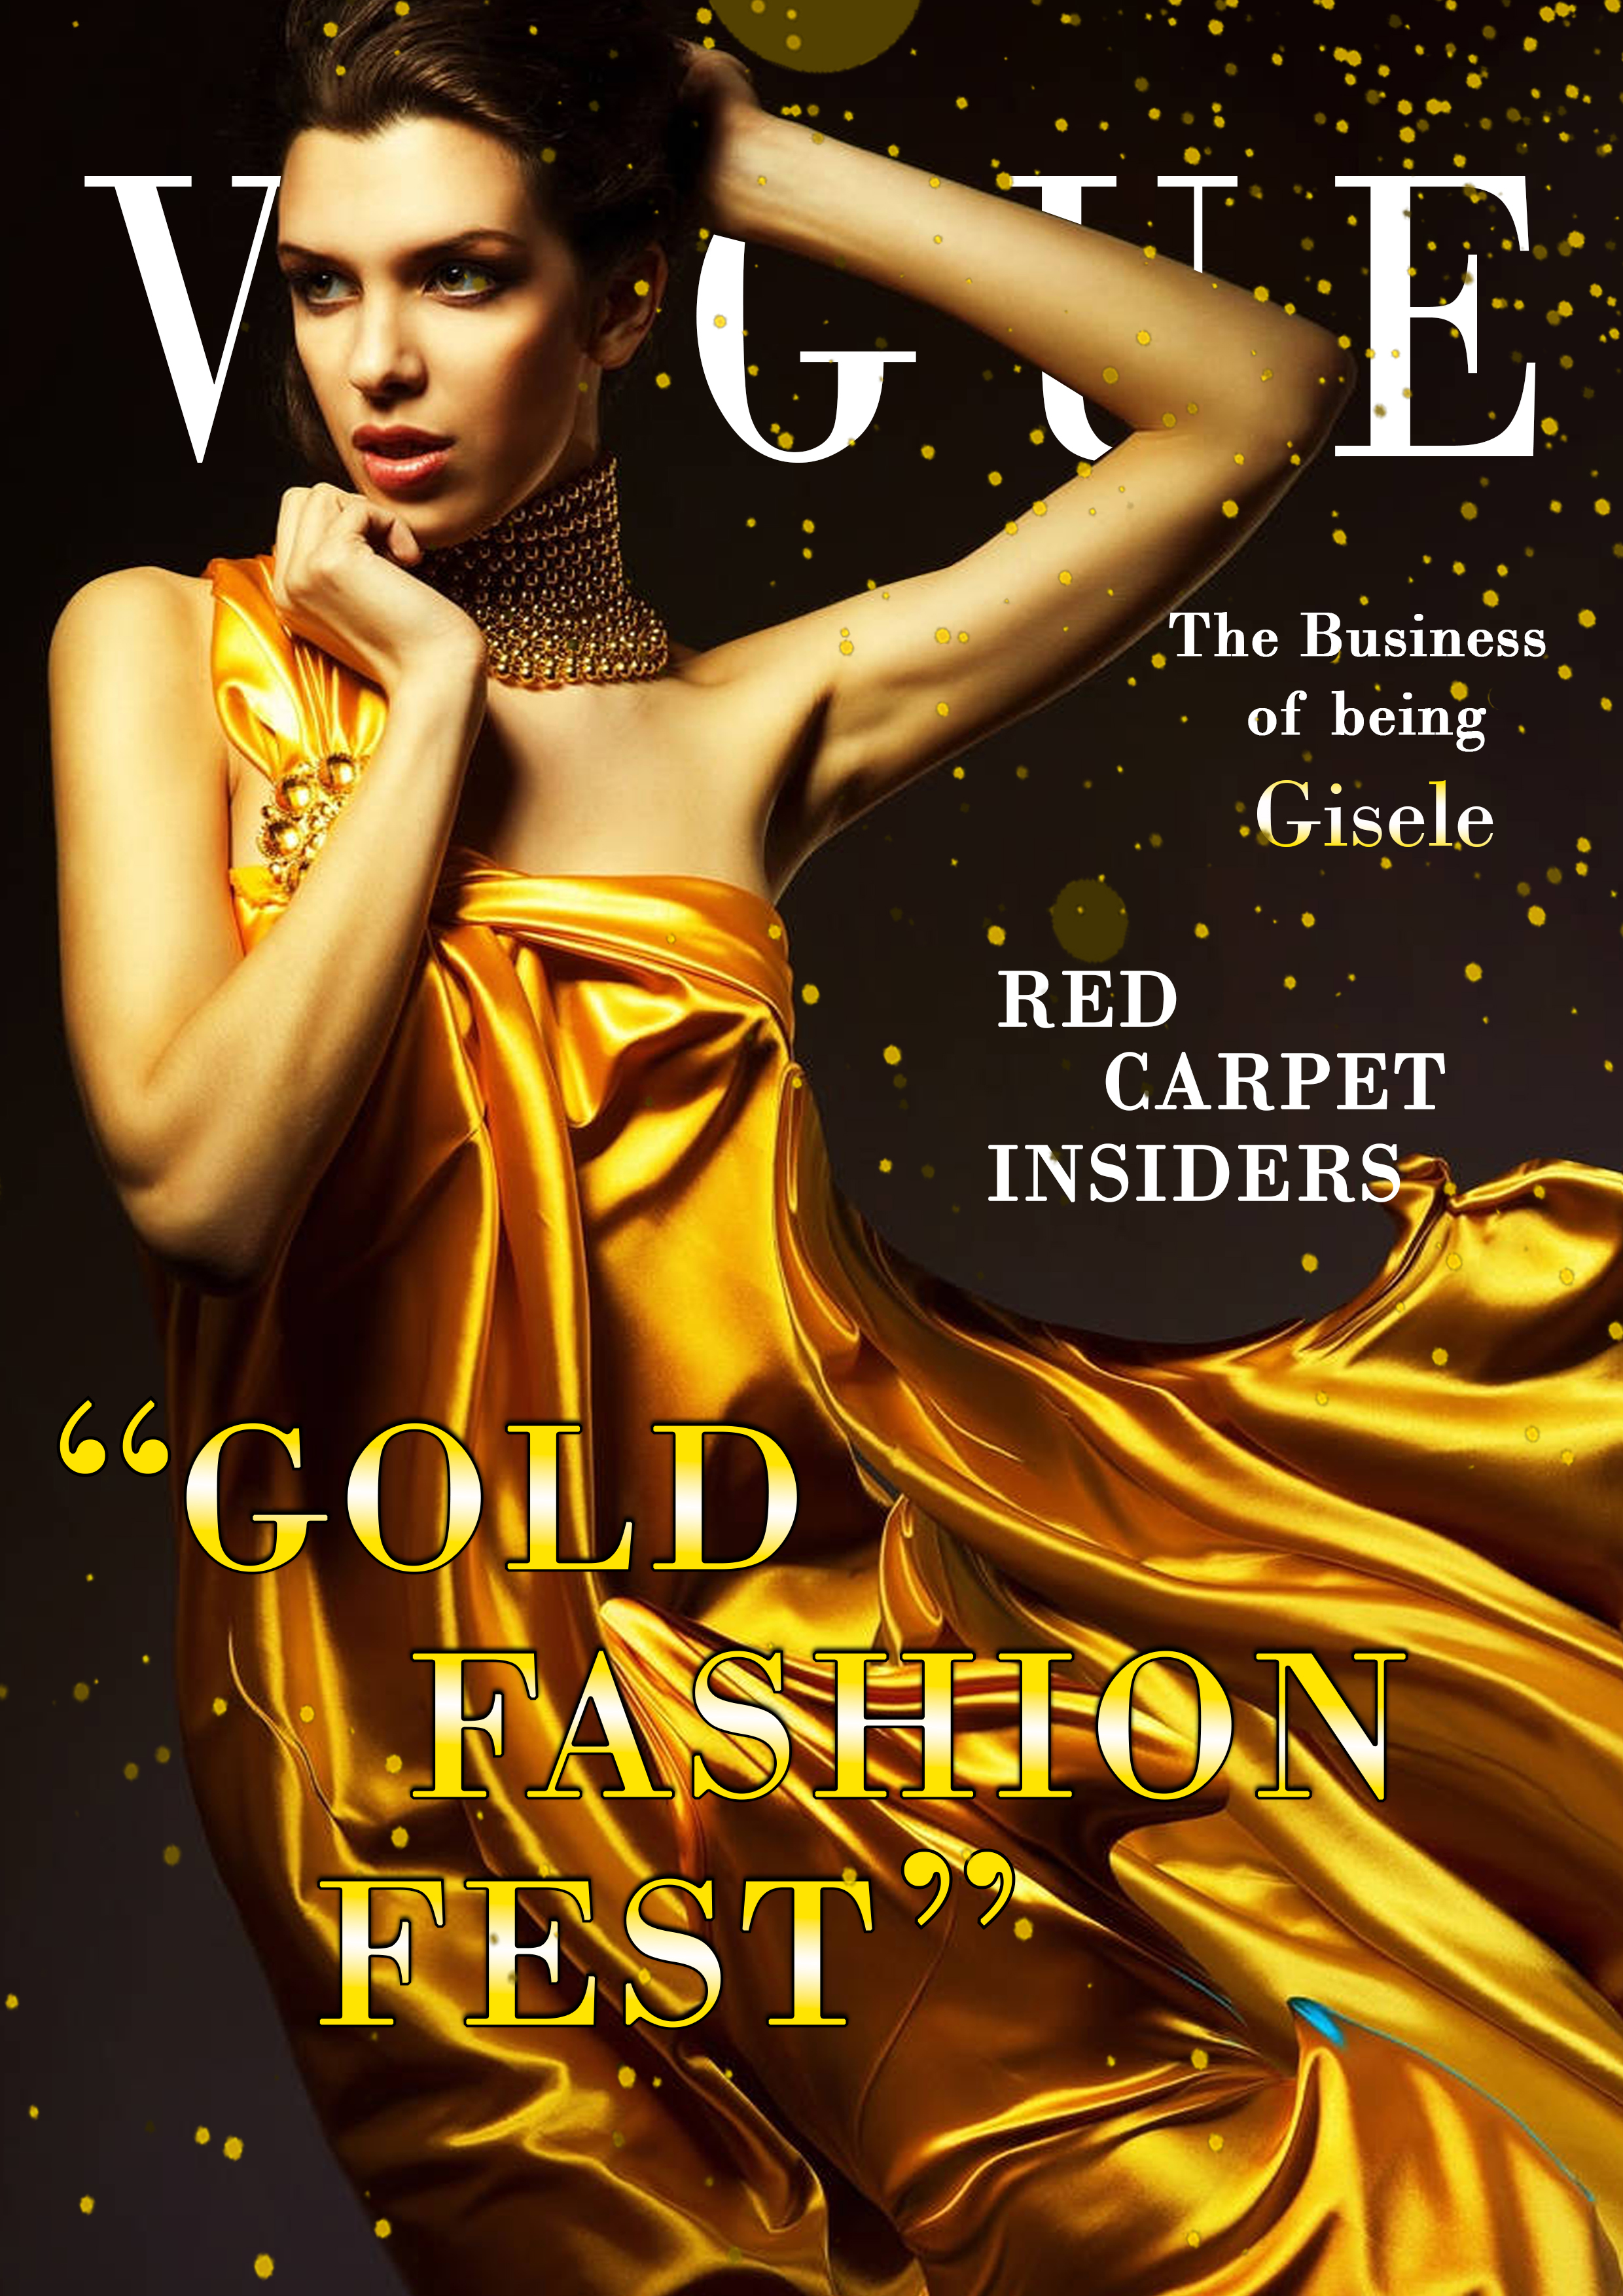 VOGUE
The Business
of being
Gisele
RED
CARPET
INSIDERS
“GOLD
FASHION
FEST”